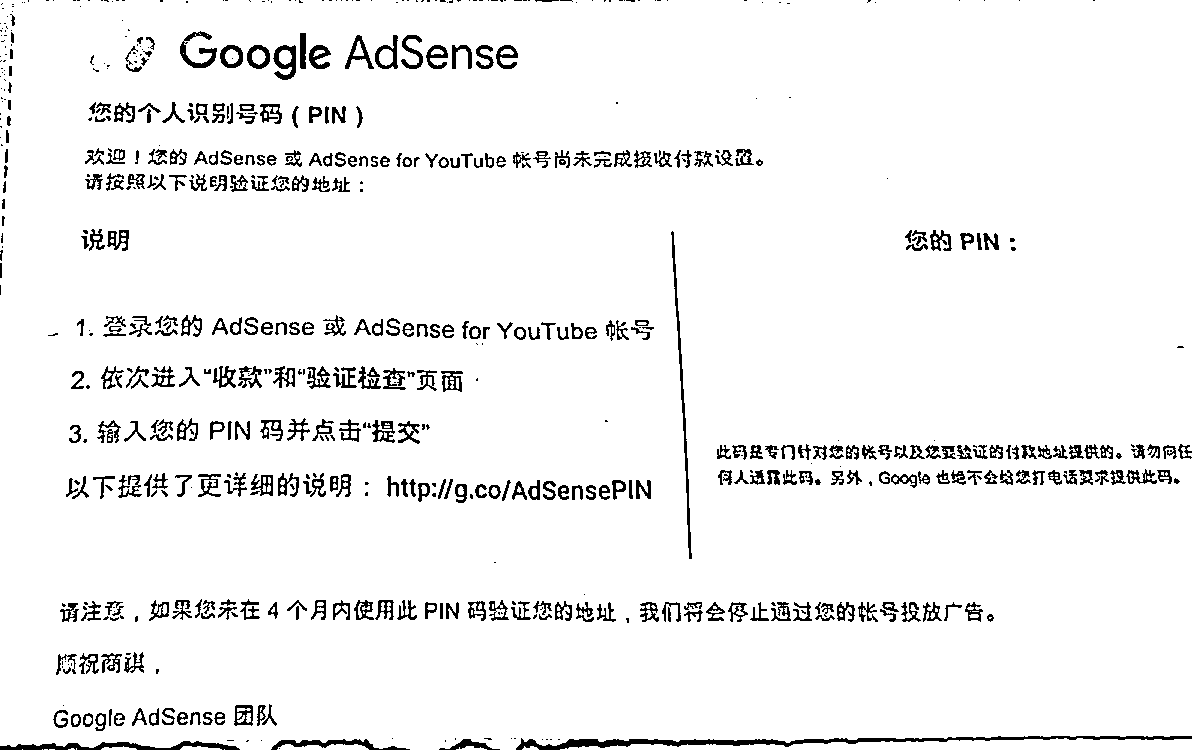 Google AdSense
您的个人识别号码 ( PIN )
欢迎！您的 AdSense 或 AdSense for YouTube 帐号尚未完成接收付款设置。
请按照以下说明验证您的地址：
说明
您的 PIN：
1. 登录您的 AdSense 或 AdSense for YouTube 帐号
2. 依次进入“收款”和“验证检查”页面
3. 输入您的 PIN 码并点击“提交”
以下提供了更详细的说明： http://g.co/AdSensePIN
此码是专门针对您的帐号以及您要验证的付款地址提供的。请勿向任
何人透露此码。另外，Google 也绝不会给您打电话要求提供此码。
请注意，如果您未在 4 个月内使用此 PIN 码验证您的地址，我们将会停止通过您的帐号投放广告。
顺祝商祺，
Google AdSense 团队